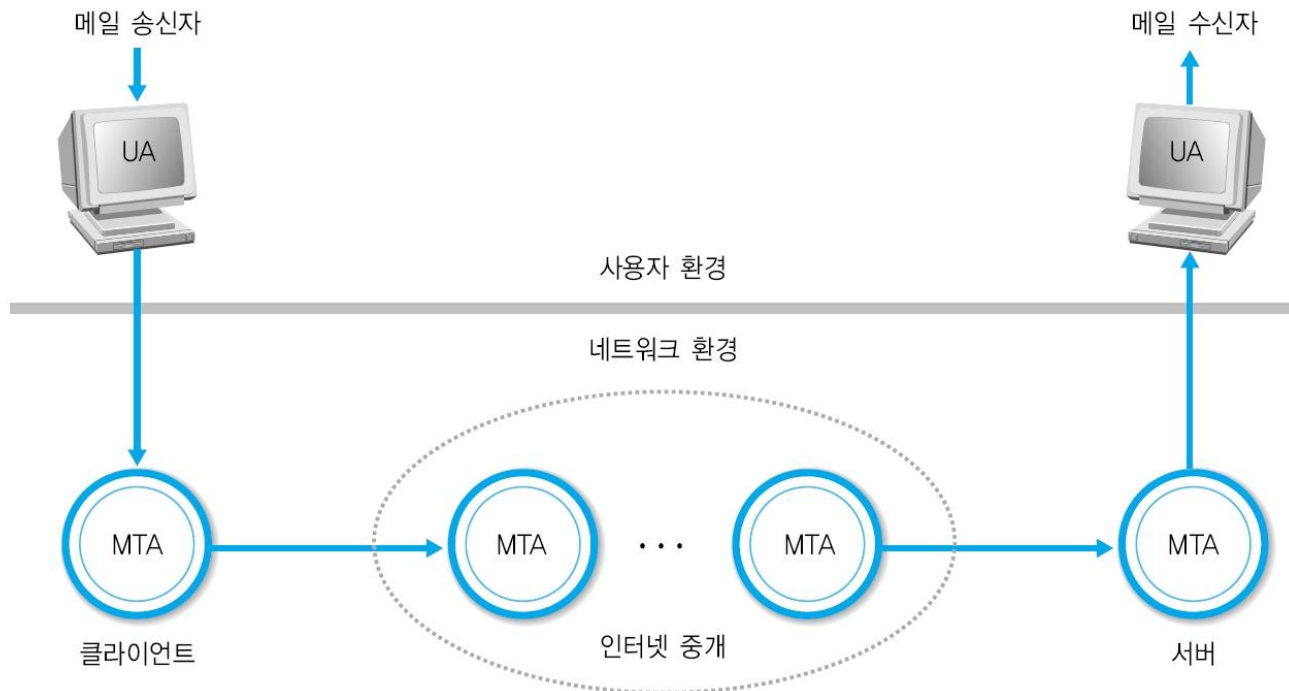 메일 송신자
메일 수신자
UA
UA
사용자 환경
네트워크 환경
MTA
MTA
...
MTA
MTA
클라이언트
인터넷 중개
서버